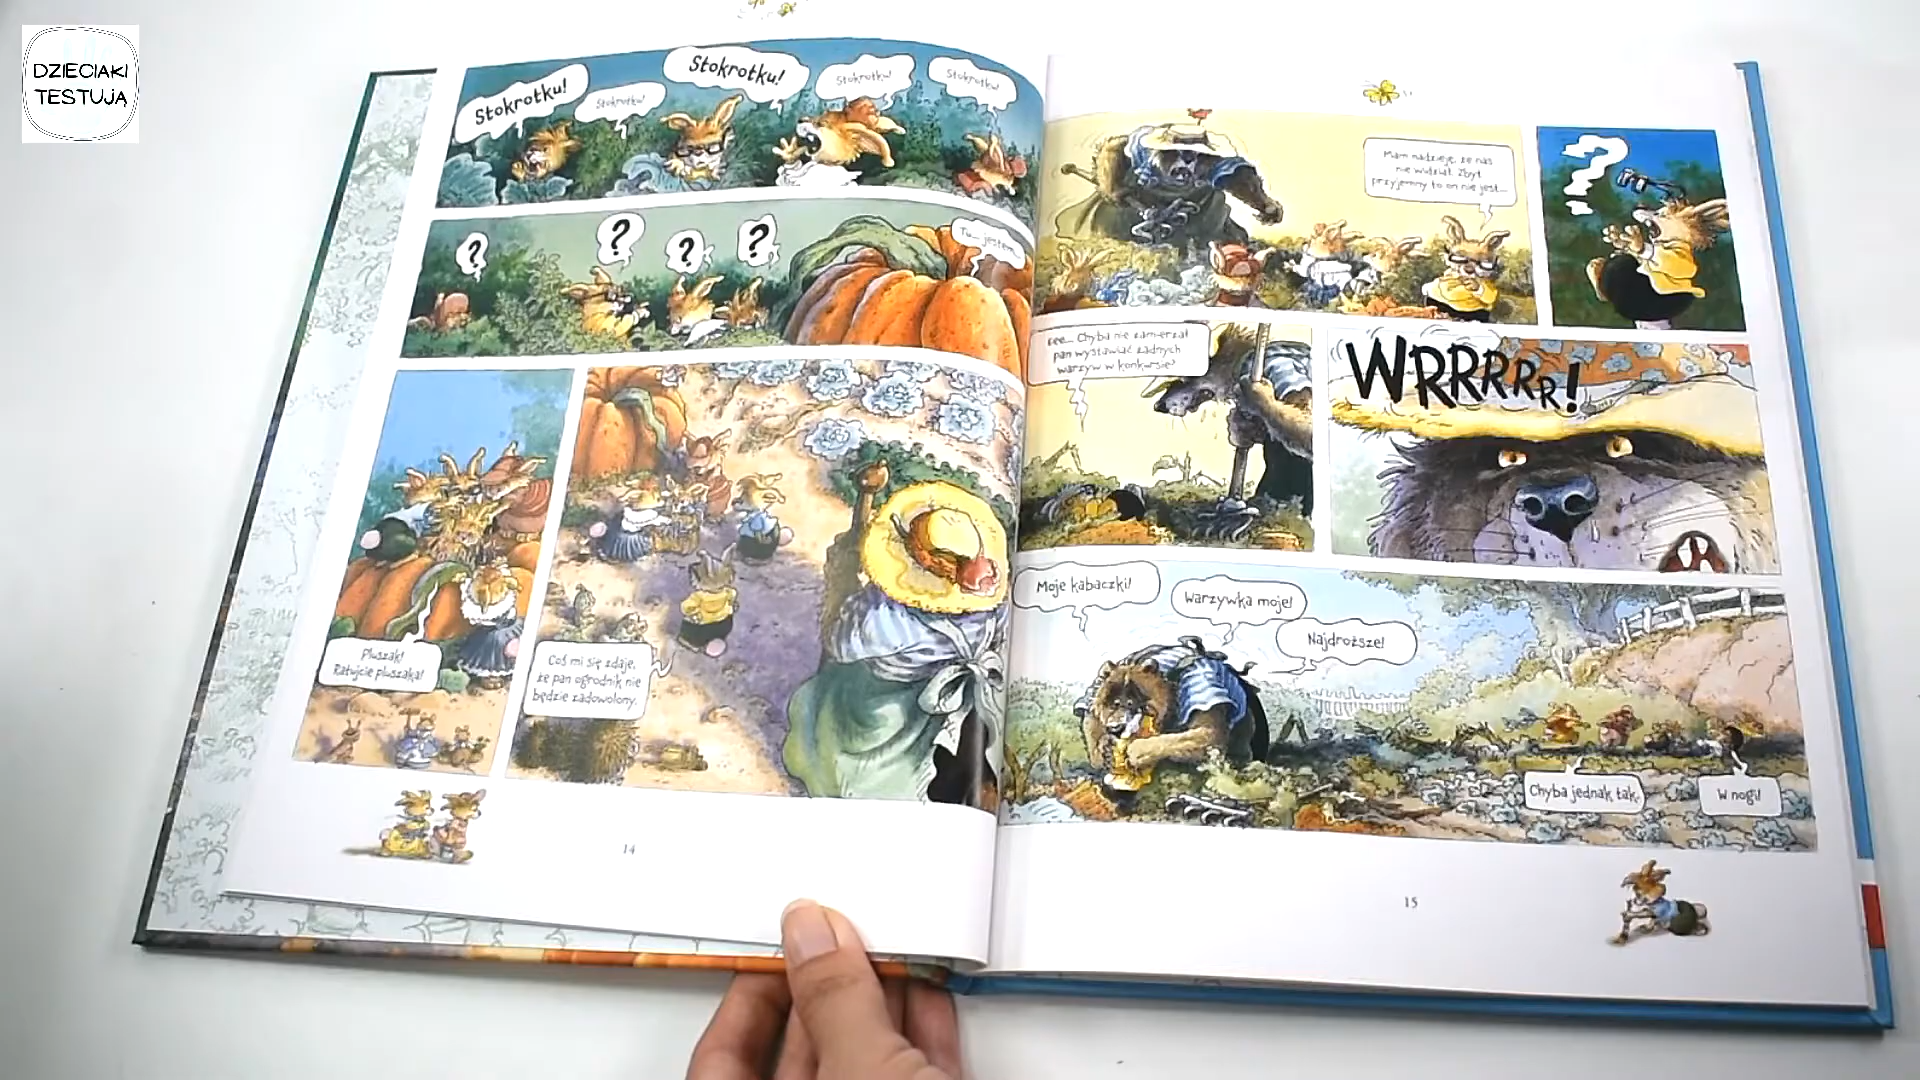 DZIECIAKI
TESTUJĄ
Stokrotku!
Stokrotku!
Stokrotku!
Stokrotku!
Stokrotku!
?
?
?
?
Tu... jestem...
Pluszak!
Ratujcie pluszaka!
Coś mi się zdaje,
że pan ogrodnik nie
będzie zadowolony.
14
Mam nadzieję, że nas
nie widział. Zbyt
przyjemny to on nie jest...
?
eee... Chyba nie zamierzał
pan wystawiać żadnych
warzyw w konkursie?
WRRRRR!
Moje kabaczki!
Warzywka moje!
Najdroższe!
Chyba jednak tak.
W nogi!
15